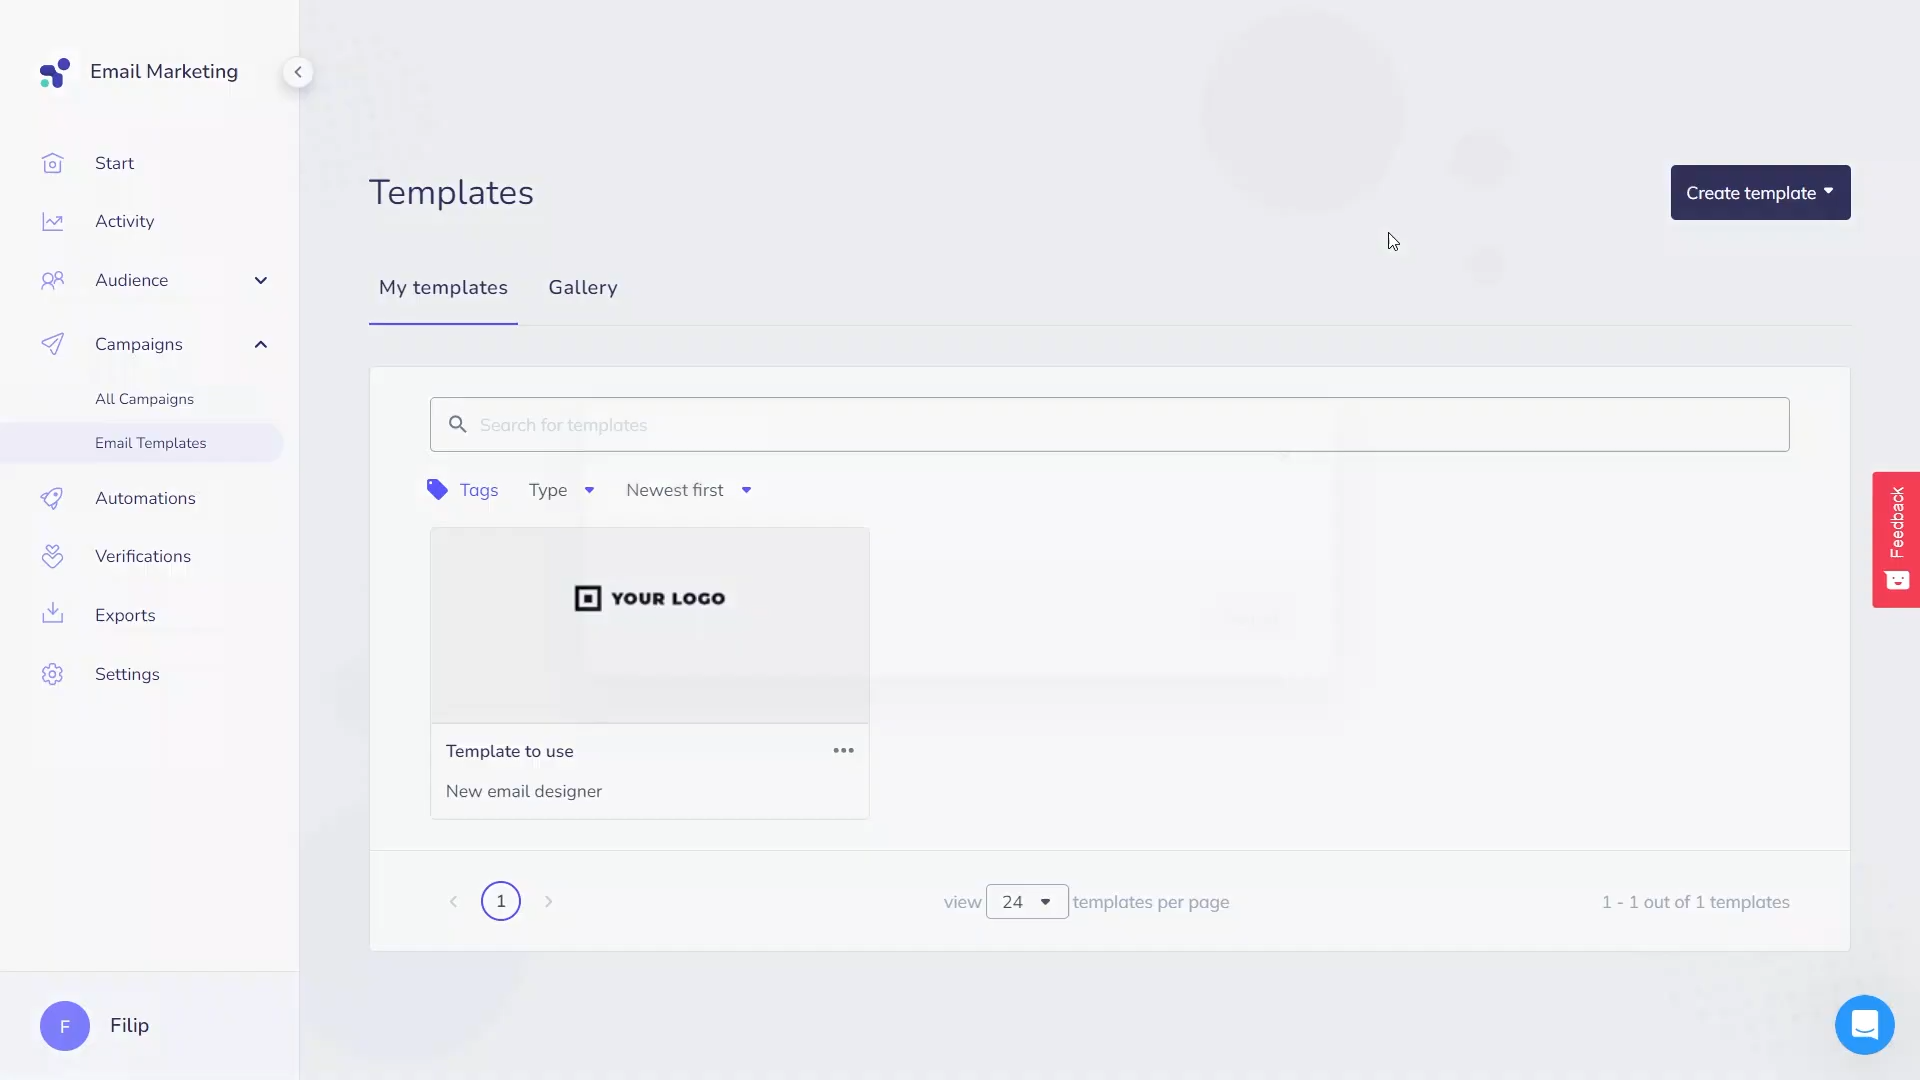 Email Marketing
Start
Activity
Audience
Campaigns
All Campaigns
Email Templates
Automations
Verifications
Exports
Settings
F Filip
Templates
Create template
My templates Gallery
Search for templates
Tags Type Newest first
YOUR LOGO
Template to use
New email designer
1
view 24 templates per page
1 - 1 out of 1 templates
Feedback